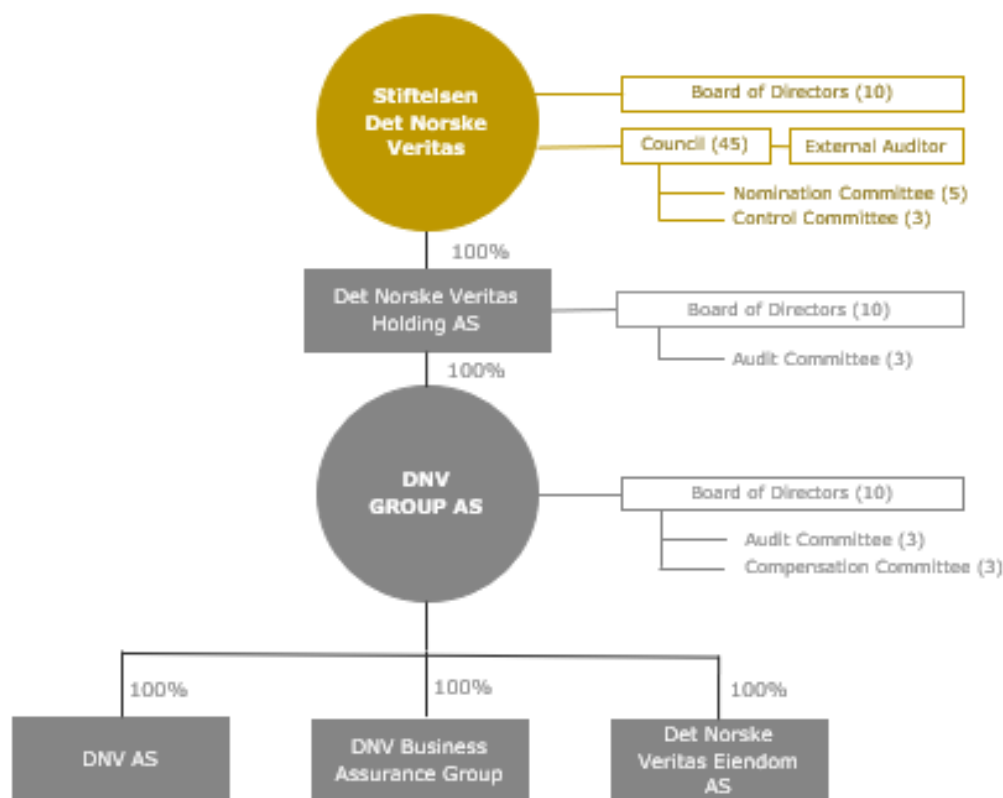 Stiftelsen
Det Norske
Veritas
Board of Directors (10)
Council (45)
External Auditor
Nomination Committee (5)
Control Committee (3)
100%
Det Norske Veritas
Holding AS
Board of Directors (10)
Audit Committee (3)
100%
DNV
GROUP AS
Board of Directors (10)
Audit Committee (3)
Compensation Committee (3)
100%
100%
100%
DNV AS
DNV Business
Assurance Group
Det Norske
Veritas Eiendom
AS